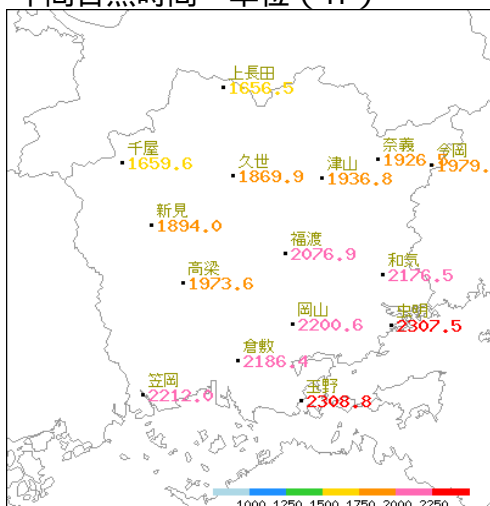 年間日照時間 単位(h)
上長田
1656.5
千屋
1659.6
久世
1869.9
津山
1936.8
奈義
1926.5
今岡
1979.
新見
1894.0
福渡
2076.9
和気
2176.5
高梁
1973.6
岡山
2200.6
虫明
2307.5
倉敷
2186.4
笠岡
2212.0
玉野
2308.8
1000 1250 1500 1750 2000 2250